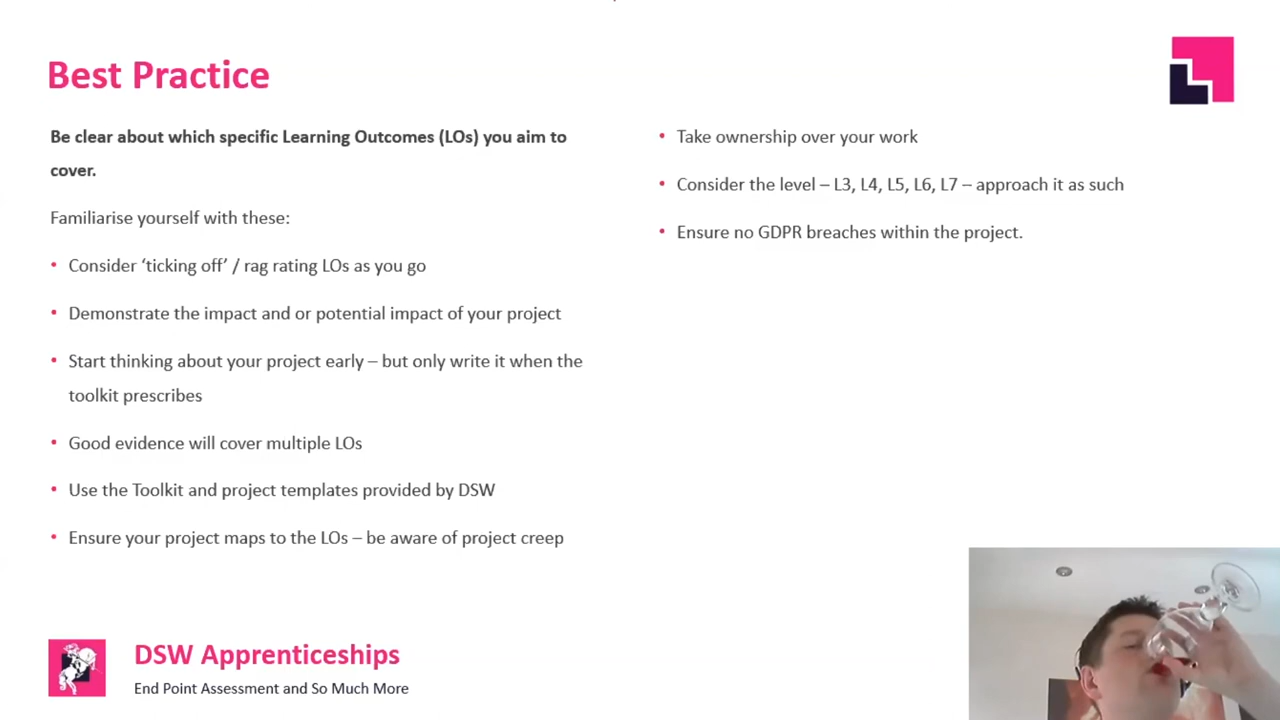 Best Practice
Be clear about which specific Learning Outcomes (LOs) you aim to
cover.
Familiarise yourself with these:
• Consider ‘ticking off’ / rag rating LOs as you go
• Demonstrate the impact and or potential impact of your project
• Start thinking about your project early – but only write it when the
toolkit prescribes
• Good evidence will cover multiple LOs
• Use the Toolkit and project templates provided by DSW
• Ensure your project maps to the LOs – be aware of project creep
• Take ownership over your work
• Consider the level – L3, L4, L5, L6, L7 – approach it as such
• Ensure no GDPR breaches within the project.
DSW Apprenticeships
End Point Assessment and So Much More